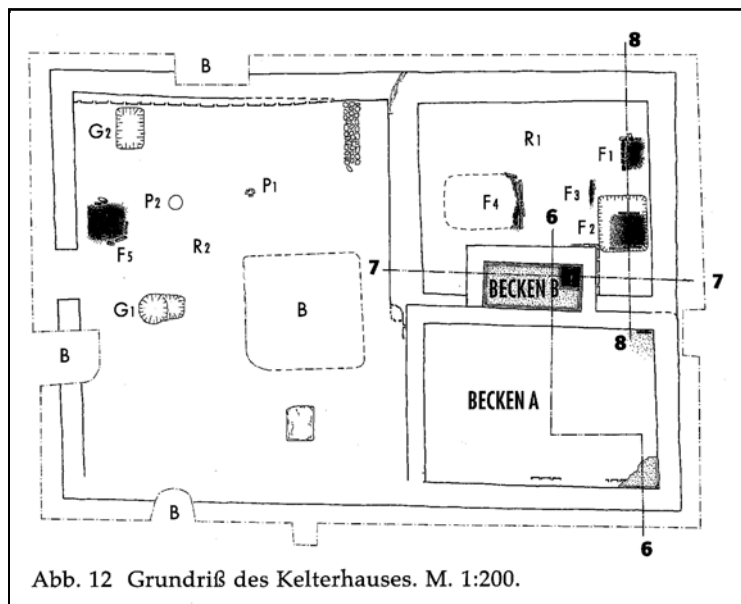 8
B
G2
R1
F1
P2
P1
F3
F4
6
F2
F5
R2
7
BECKEN B
7
G1
B
8
B
BECKEN A
B
6
Abb. 12 Grundriß des Kelterhauses. M. 1:200.